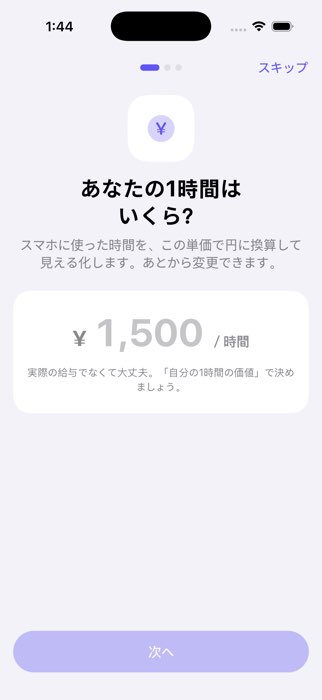 1:44
スキップ
¥
あなたの1時間は
いくら?
スマホに使った時間を、この単価で円に換算して
見える化します。あとから変更できます。
¥ 1,500 / 時間
実際の給与でなくて大丈夫。「自分の1時間の価値」で決め
ましょう。
次へ